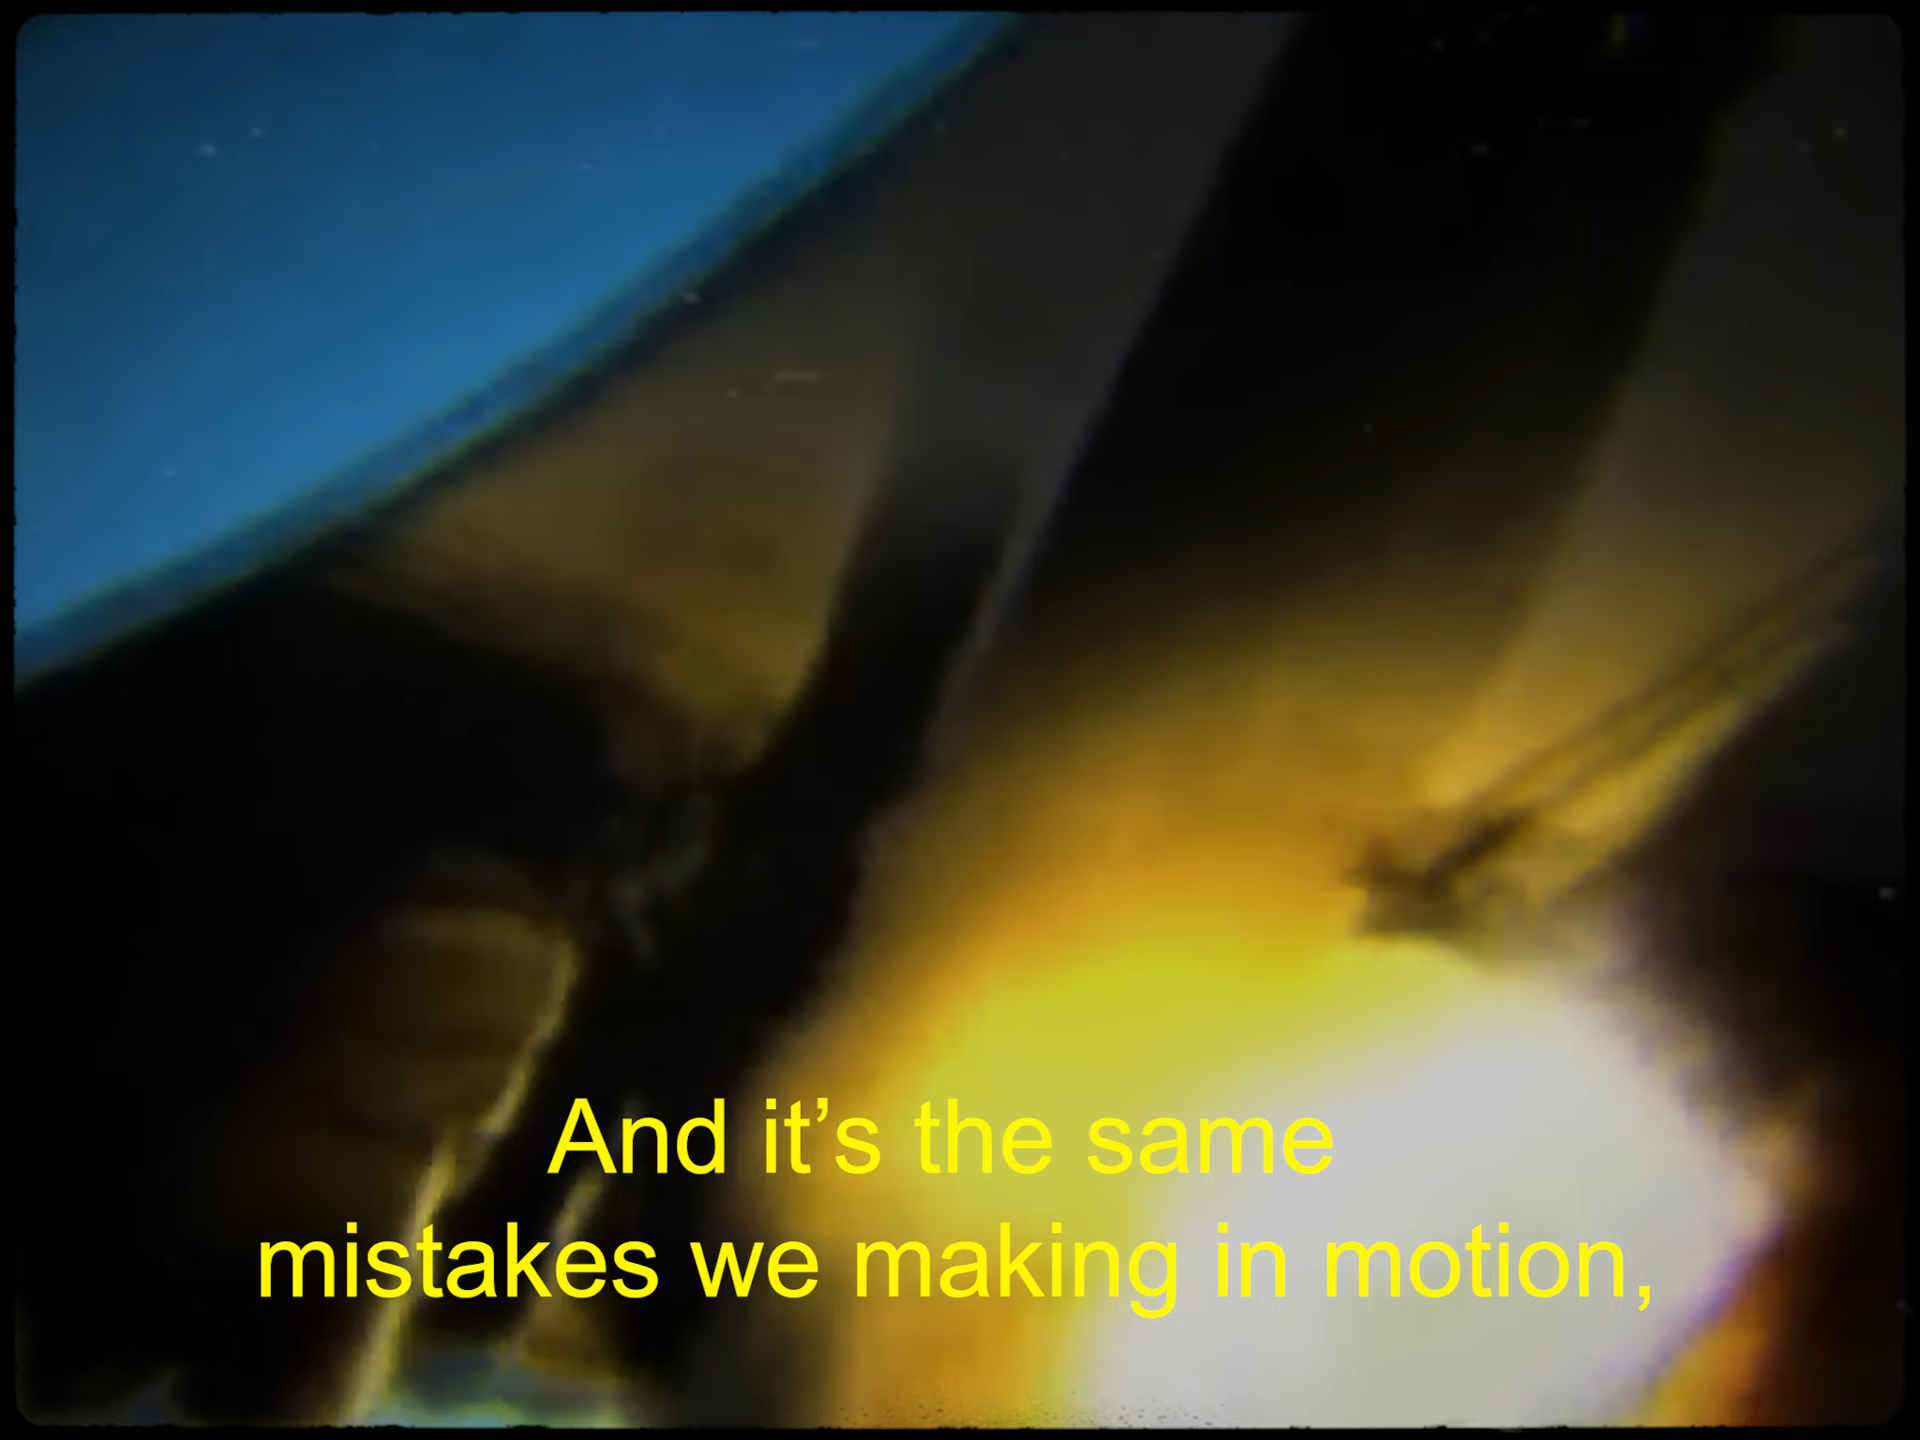 And it’s the same
mistakes we making in motion,